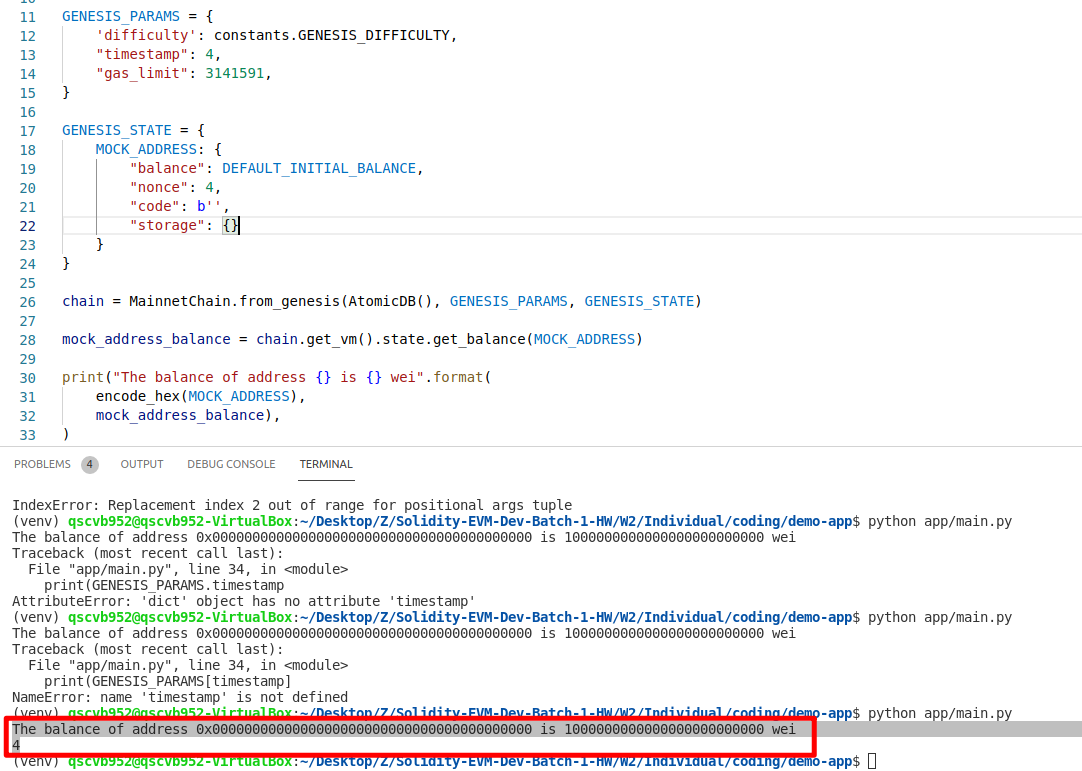 11 GENESIS_PARAMS = {
12 'difficulty': constants.GENESIS_DIFFICULTY,
13 "timestamp": 4,
14 "gas_limit": 3141591,
15 }
16
17 GENESIS_STATE = {
18 MOCK_ADDRESS: {
19 "balance": DEFAULT_INITIAL_BALANCE,
20 "nonce": 4,
21 "code": b'',
22 "storage": {}
23 }
24 }
25
26 chain = MainnetChain.from_genesis(AtomicDB(), GENESIS_PARAMS, GENESIS_STATE)
27
28 mock_address_balance = chain.get_vm().state.get_balance(MOCK_ADDRESS)
29
30 print("The balance of address {} is {} wei".format(
31 encode_hex(MOCK_ADDRESS),
32 mock_address_balance),
33 )
PROBLEMS 4 OUTPUT DEBUG CONSOLE TERMINAL
IndexError: Replacement index 2 out of range for positional args tuple
(venv) qscvb952@qscvb952-VirtualBox:~/Desktop/Z/Solidity-EVM-Dev-Batch-1-HW/W2/Individual/coding/demo-app$ python app/main.py
The balance of address 0x0000000000000000000000000000000000000000 is 10000000000000000000000000 wei
Traceback (most recent call last):
File "app/main.py", line 34, in <module>
print(GENESIS_PARAMS.timestamp
AttributeError: 'dict' object has no attribute 'timestamp'
(venv) qscvb952@qscvb952-VirtualBox:~/Desktop/Z/Solidity-EVM-Dev-Batch-1-HW/W2/Individual/coding/demo-app$ python app/main.py
The balance of address 0x0000000000000000000000000000000000000000 is 10000000000000000000000000 wei
Traceback (most recent call last):
File "app/main.py", line 34, in <module>
print(GENESIS_PARAMS[timestamp]
NameError: name 'timestamp' is not defined
(venv) qscvb952@qscvb952-VirtualBox:~/Desktop/Z/Solidity-EVM-Dev-Batch-1-HW/W2/Individual/coding/demo-app$ python app/main.py
The balance of address 0x0000000000000000000000000000000000000000 is 10000000000000000000000000 wei
4
(venv) qscvb952@qscvb952-VirtualBox:~/Desktop/Z/Solidity-EVM-Dev-Batch-1-HW/W2/Individual/coding/demo-app$